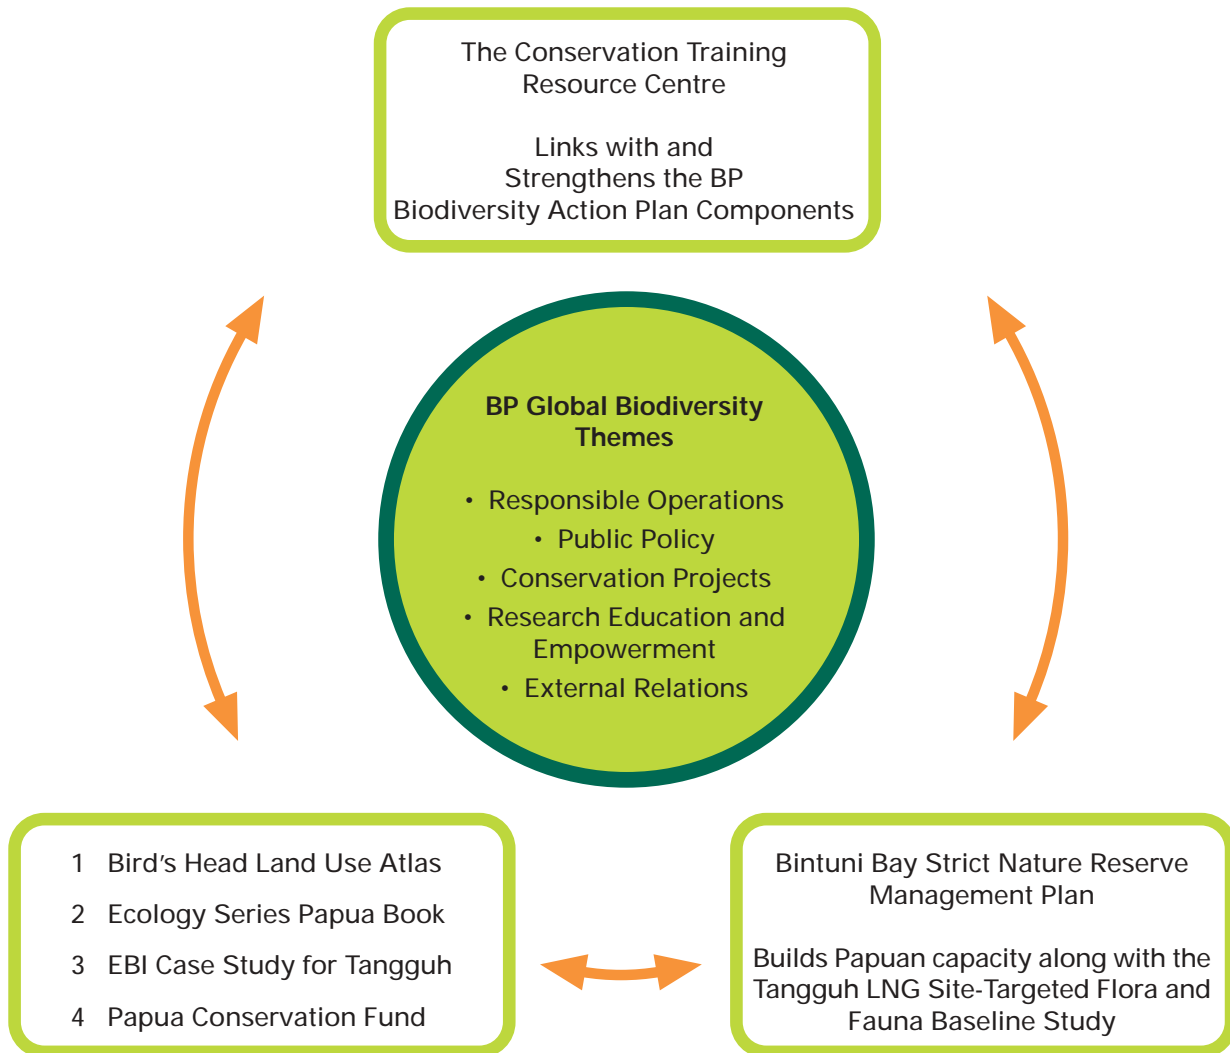 The Conservation Training
Resource Centre
Links with and
Strengthens the BP
Biodiversity Action Plan Components
BP Global Biodiversity
Themes
• Responsible Operations
• Public Policy
• Conservation Projects
• Research Education and
Empowerment
• External Relations
1 Bird's Head Land Use Atlas
2 Ecology Series Papua Book
3 EBI Case Study for Tangguh
4 Papua Conservation Fund
Bintuni Bay Strict Nature Reserve
Management Plan
Builds Papuan capacity along with the
Tangguh LNG Site-Targeted Flora and
Fauna Baseline Study